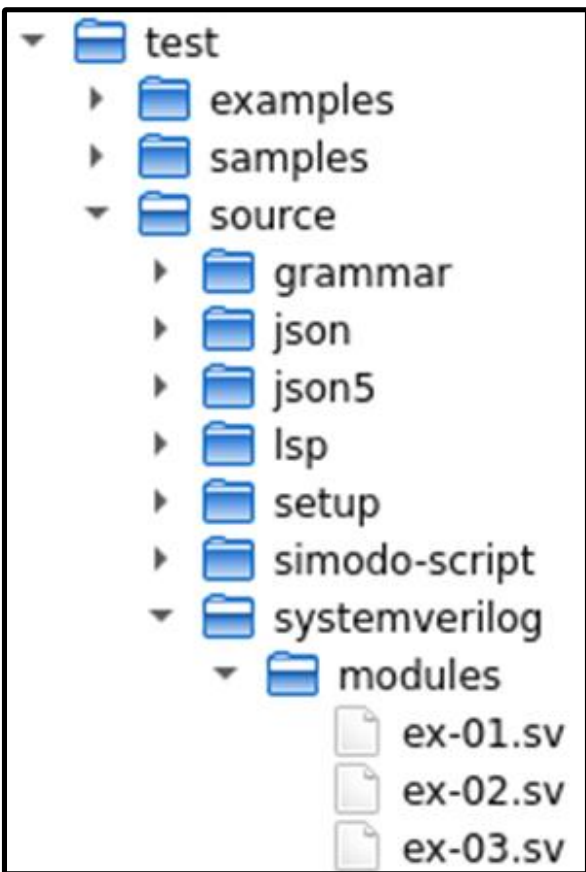 test
examples
samples
source
grammar
json
json5
lsp
setup
simodo-script
systemverilog
modules
ex-01.sv
ex-02.sv
ex-03.sv